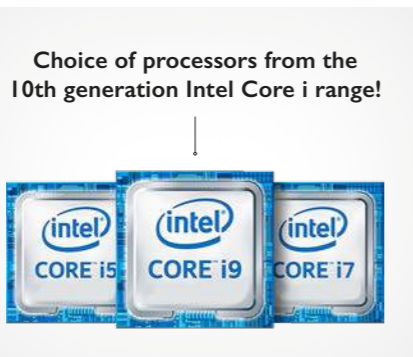 Choice of processors from the
10th generation Intel Core i range!
intel
CORE i5
intel
CORE i9
intel
CORE i7